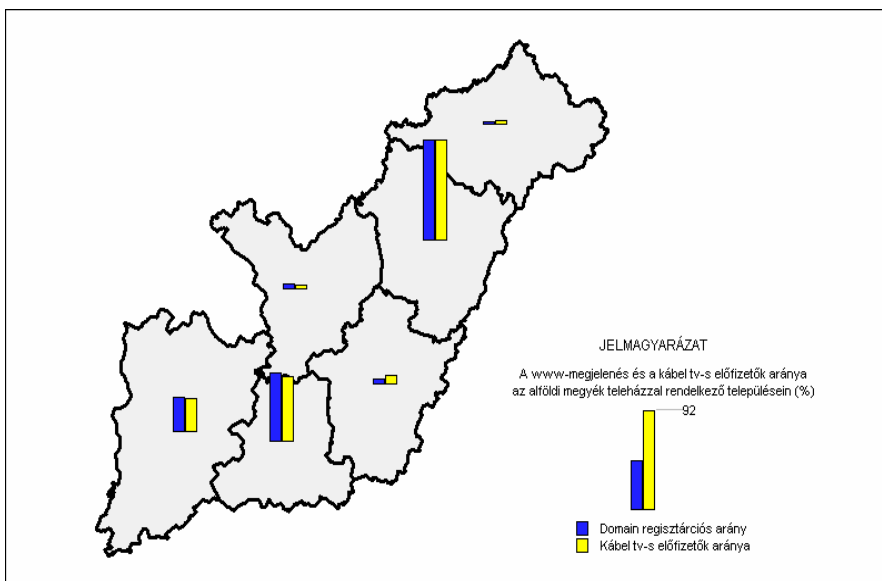 JELMAGYARÁZAT
A www-megjelenés és a kábel tv-s előfizetők aránya
az alföldi megyék teleházzal rendelkező településein (%)
92
Domain regisztárciós arány
Kábel tv-s előfizetők aránya